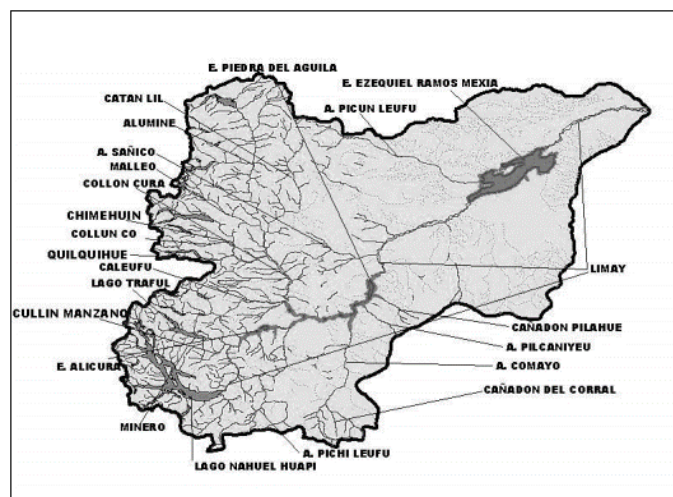 E. PIEDRA DEL AGUILA
E. EZEQUIEL RAMOS MEXIA
CATAN LIL
A. PICUN LEUFU
ALUMINE
A. SAÑICO
MALLEO
COLLON CURA
CHIMEHUIN
COLLUN CO
QUILQUIHUE
CALEUFU
LAGO TRAFUL
LIMAY
CULLIN MANZANO
CAÑADON PILAHUE
A. PILCANIYEU
E. ALICURA
A. COMAYO
CAÑADON DEL CORRAL
MINERO
A. PICHI LEUFU
LAGO NAHUEL HUAPI